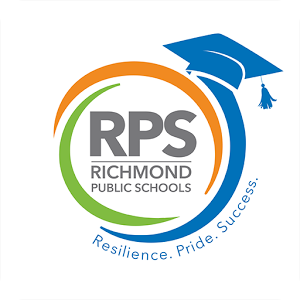 RPS
RICHMOND
PUBLIC SCHOOLS
Resilience. Pride. Success.